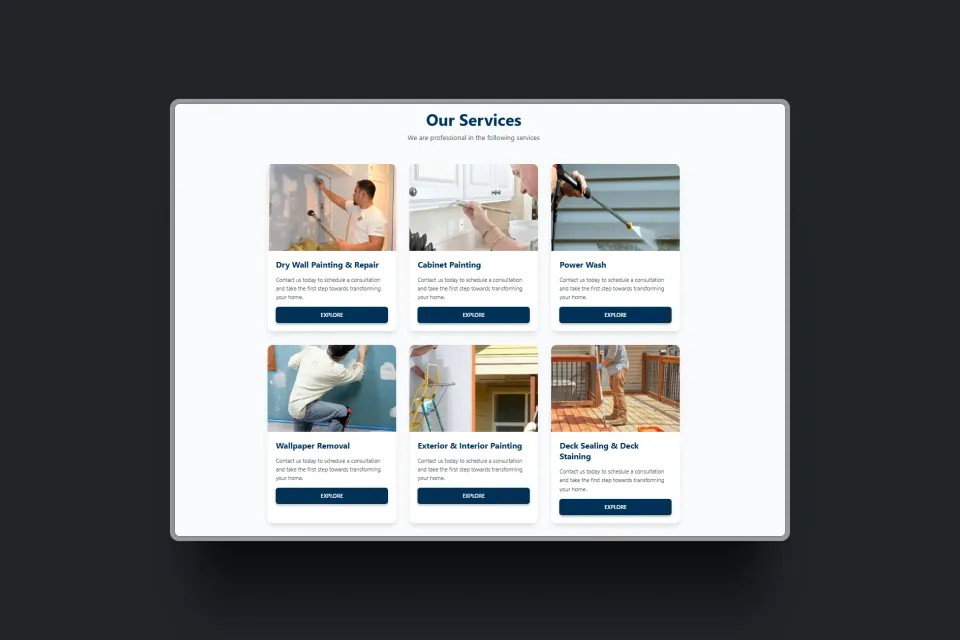 Our Services
We are professional in the following services
Dry Wall Painting & Repair
Contact us today to schedule a consultation
and take the first step towards transforming
your home.
EXPLORE
Cabinet Painting
Contact us today to schedule a consultation
and take the first step towards transforming
your home.
EXPLORE
Power Wash
Contact us today to schedule a consultation
and take the first step towards transforming
your home.
EXPLORE
Wallpaper Removal
Contact us today to schedule a consultation
and take the first step towards transforming
your home.
EXPLORE
Exterior & Interior Painting
Contact us today to schedule a consultation
and take the first step towards transforming
your home.
EXPLORE
Deck Sealing & Deck
Staining
Contact us today to schedule a consultation
and take the first step towards transforming
your home.
EXPLORE